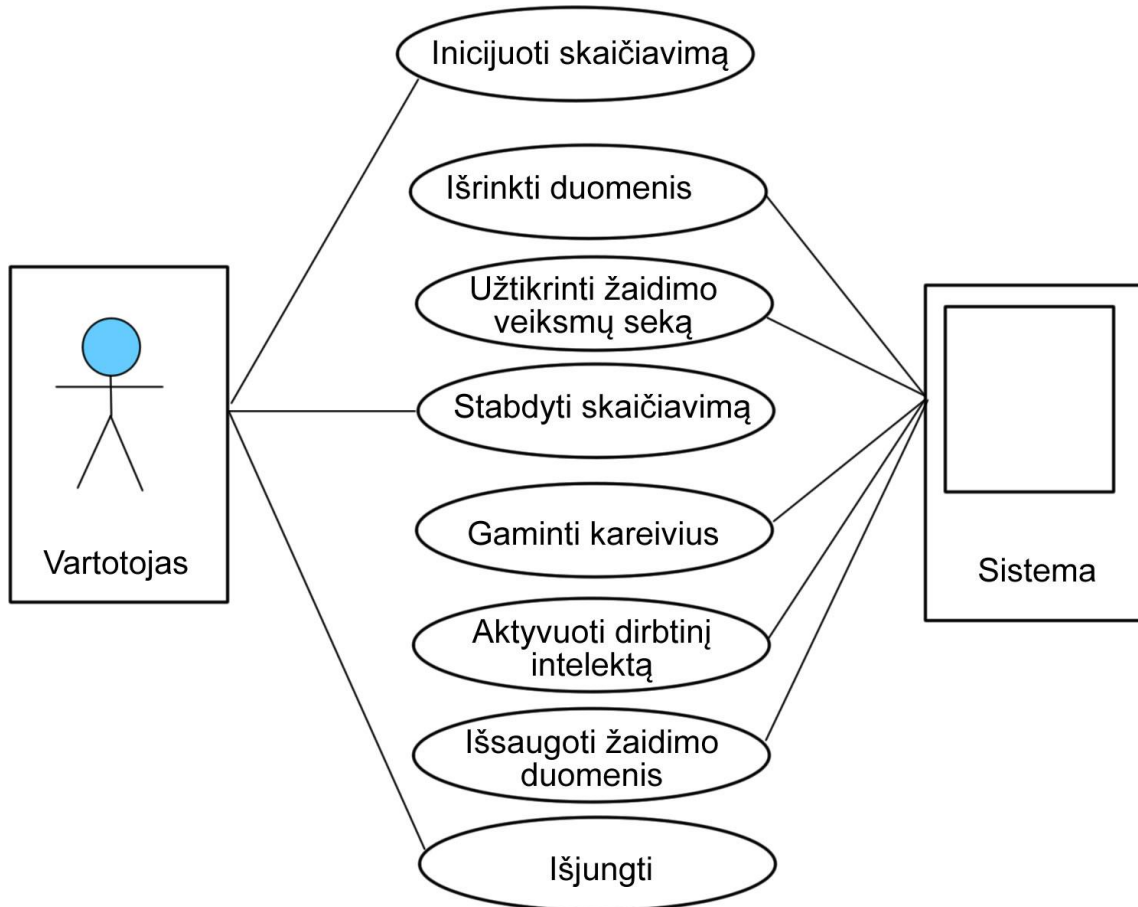 Inicijuoti skaičiavimą
Išrinkti duomenis
Užtikrinti žaidimo
veiksmų seką
Stabdyti skaičiavimą
Gaminti kareivius
Vartotojas
Sistema
Aktyvuoti dirbtinį
intelektą
Išsaugoti žaidimo
duomenis
Išjungti